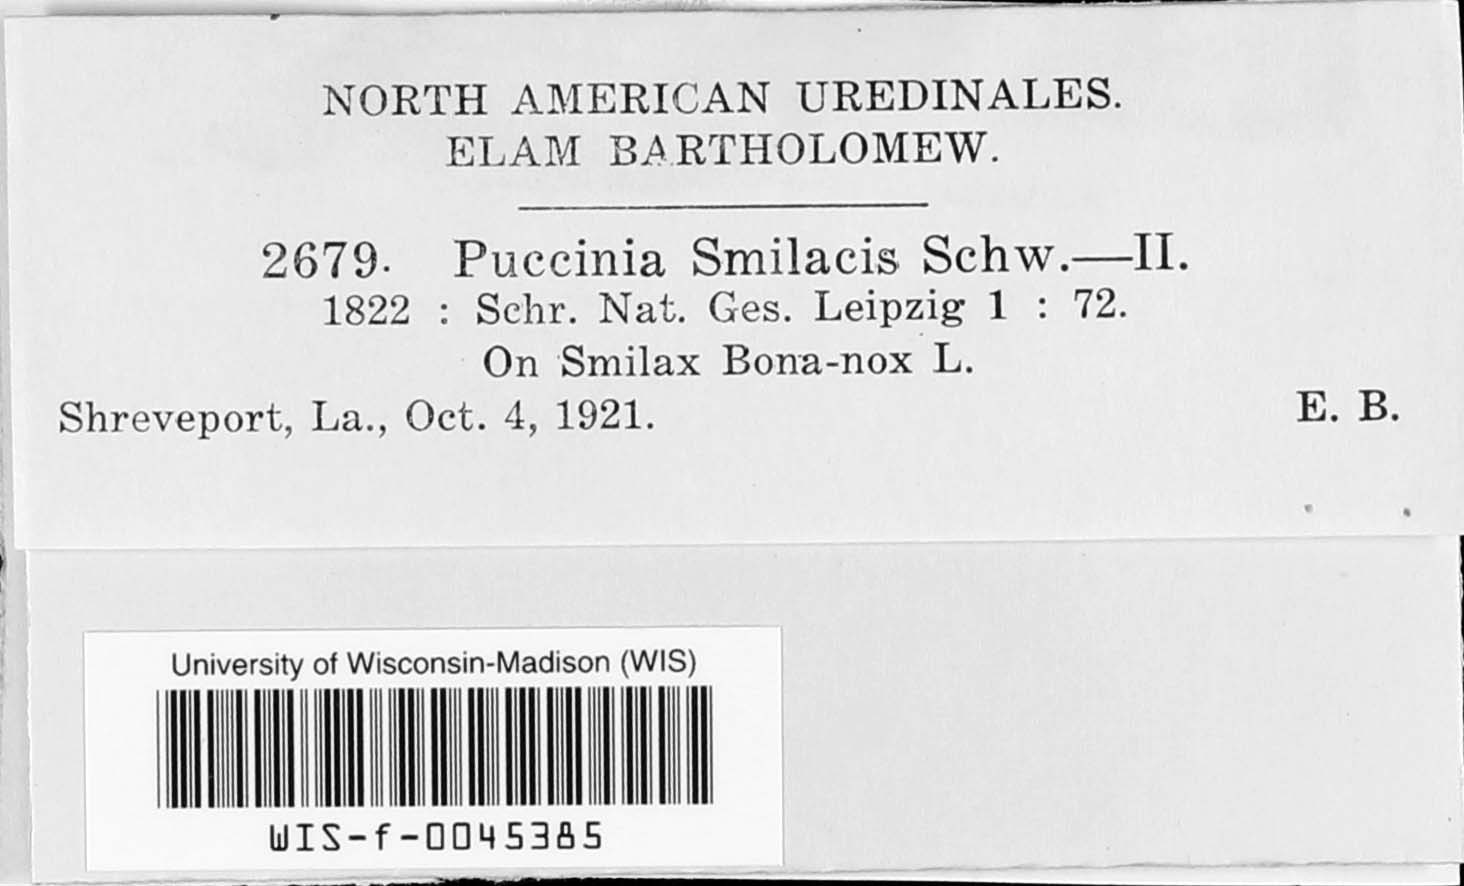 NORTH AMERICAN UREDINALES.
ELAM BARTHOLOMEW.
2679. Puccinia Smilacis Schw.—II.
1822 : Schr. Nat. Ges. Leipzig 1 : 72.
On Smilax Bona-nox L.
Shreveport, La., Oct. 4, 1921. E. B.
University of Wisconsin-Madison (WIS)
WIS-f-0045385